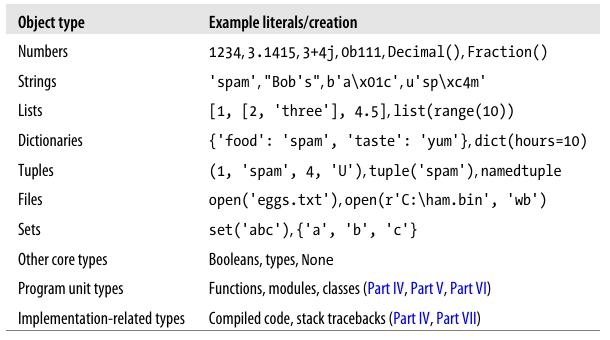 Object type Example literals/creation
Numbers 1234, 3.1415, 3+4j, 0b111, Decimal(), Fraction()
Strings 'spam', "Bob's", b'a\x01c', u'sp\xc4m'
Lists [1, [2, 'three'], 4.5], list(range(10))
Dictionaries {'food': 'spam', 'taste': 'yum'}, dict(hours=10)
Tuples (1, 'spam', 4, 'U'), tuple('spam'), namedtuple
Files open('eggs.txt'), open(r'C:\ham.bin', 'wb')
Sets set('abc'), {'a', 'b', 'c'}
Other core types Booleans, types, None
Program unit types Functions, modules, classes (Part IV, Part V, Part VI)
Implementation-related types Compiled code, stack tracebacks (Part IV, Part VII)